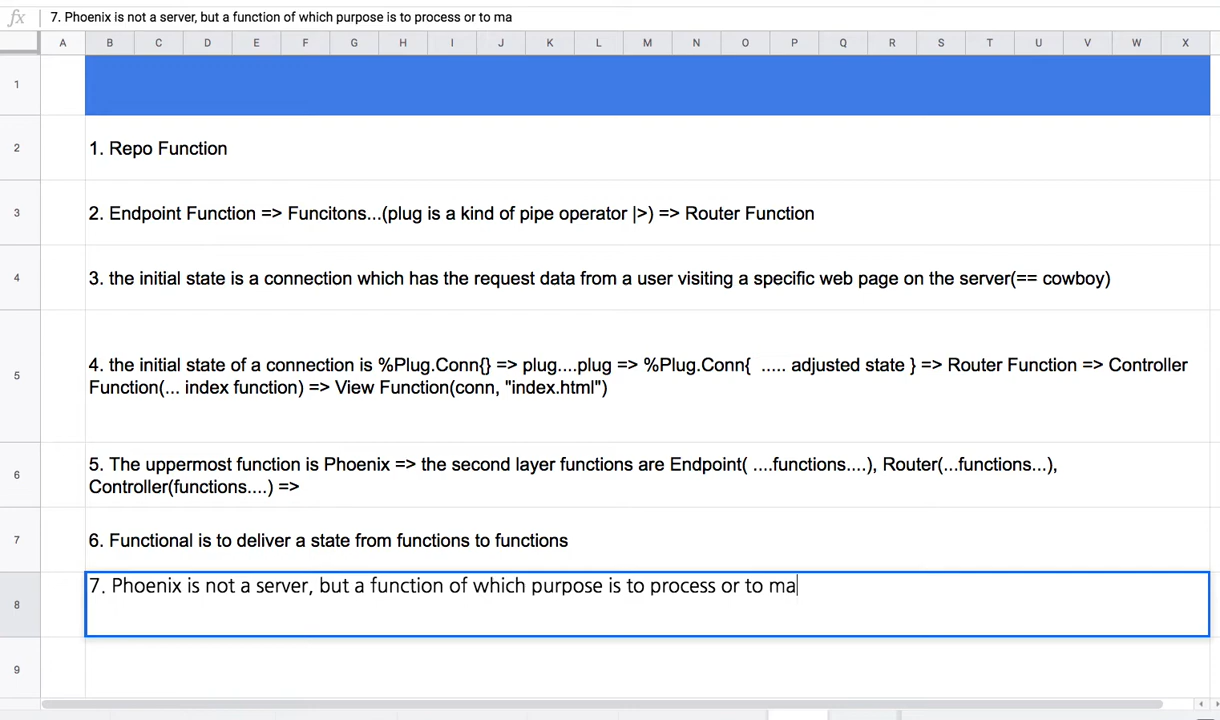 fx 7. Phoenix is not a server, but a function of which purpose is to process or to ma
A B C D E F G H I J K L M N O P Q R S T U V W X
1
2 1. Repo Function
3 2. Endpoint Function => Funcitons...(plug is a kind of pipe operator |>) => Router Function
4 3. the initial state is a connection which has the request data from a user visiting a specific web page on the server(== cowboy)
5 4. the initial state of a connection is %Plug.Conn{} => plug....plug => %Plug.Conn{ ..... adjusted state } => Router Function => Controller
Function(... index function) => View Function(conn, "index.html")
6 5. The uppermost function is Phoenix => the second layer functions are Endpoint( ....functions....), Router(...functions...),
Controller(functions....) =>
7 6. Functional is to deliver a state from functions to functions
8 7. Phoenix is not a server, but a function of which purpose is to process or to ma
9